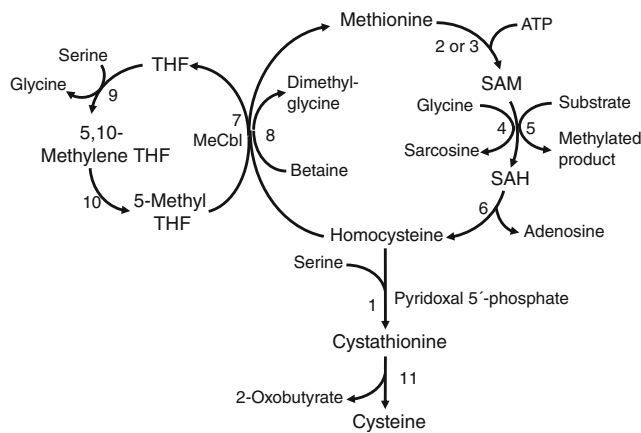 Methionine
ATP
2 or 3
SAM
Serine
THF
Glycine
9
Dimethyl-
glycine
7
MeCbl
8
Glycine
Substrate
4
5
5,10-
Methylene THF
Sarcosine
Methylated
product
Betaine
SAH
10
5-Methyl
THF
6
Homocysteine
Adenosine
Serine
1
Pyridoxal 5´-phosphate
Cystathionine
11
2-Oxobutyrate
Cysteine